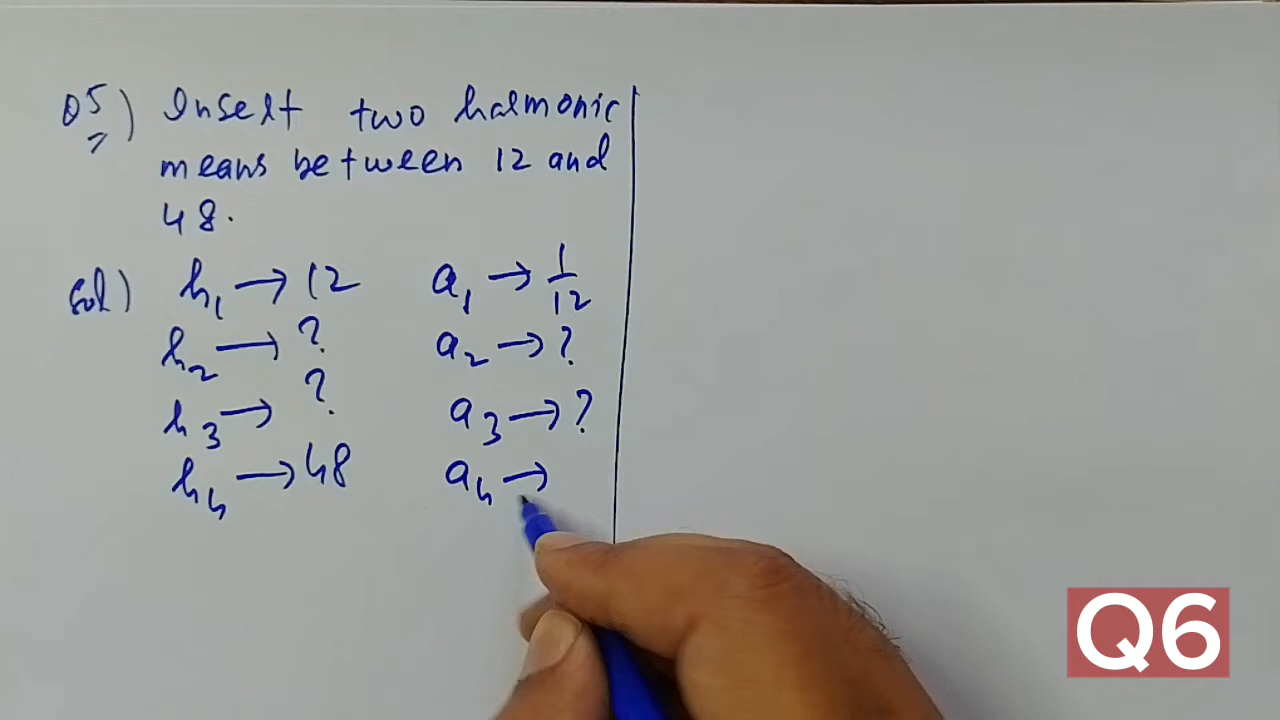 Q5) Insert two harmonic
means between 12 and
48.
Sol) h1 → 12 a1 → 1/12
h2 → ? a2 → ?
h3 → ? a3 → ?
h4 → 48 a4 →
Q6